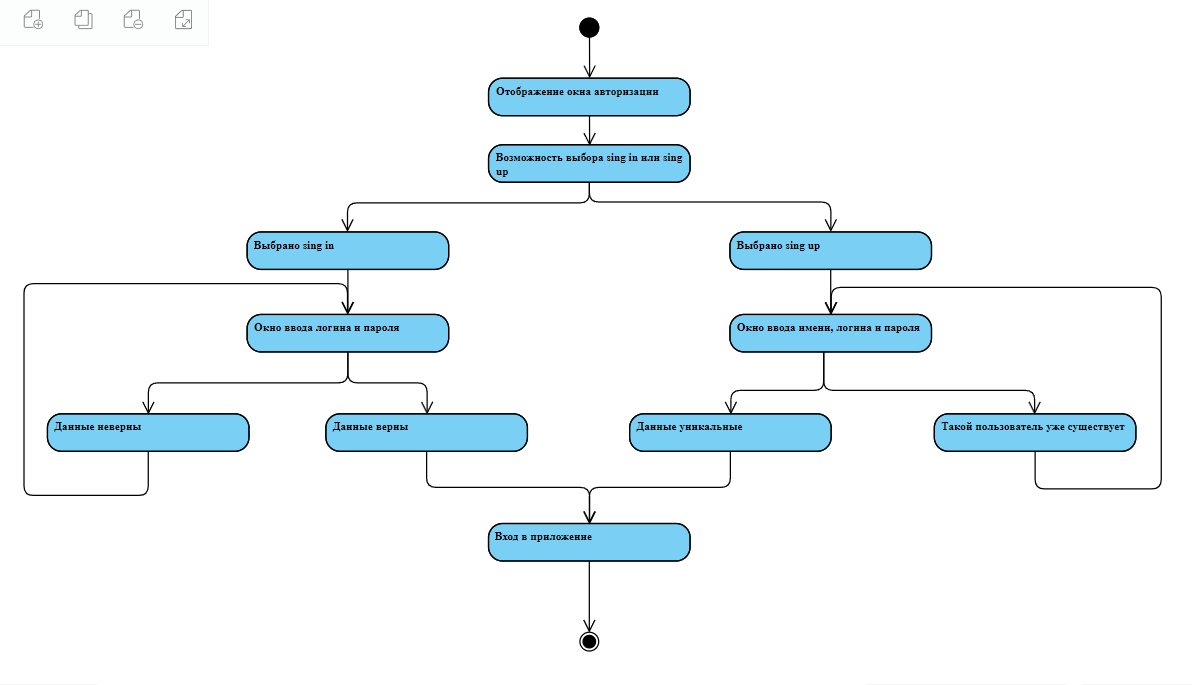 Отображение окна авторизации
Возможность выбора sing in или sing
up
Выбрано sing in
Выбрано sing up
Окно ввода логина и пароля
Окно ввода имени, логина и пароля
Данные неверны
Данные верны
Данные уникальные
Такой пользователь уже существует
Вход в приложение